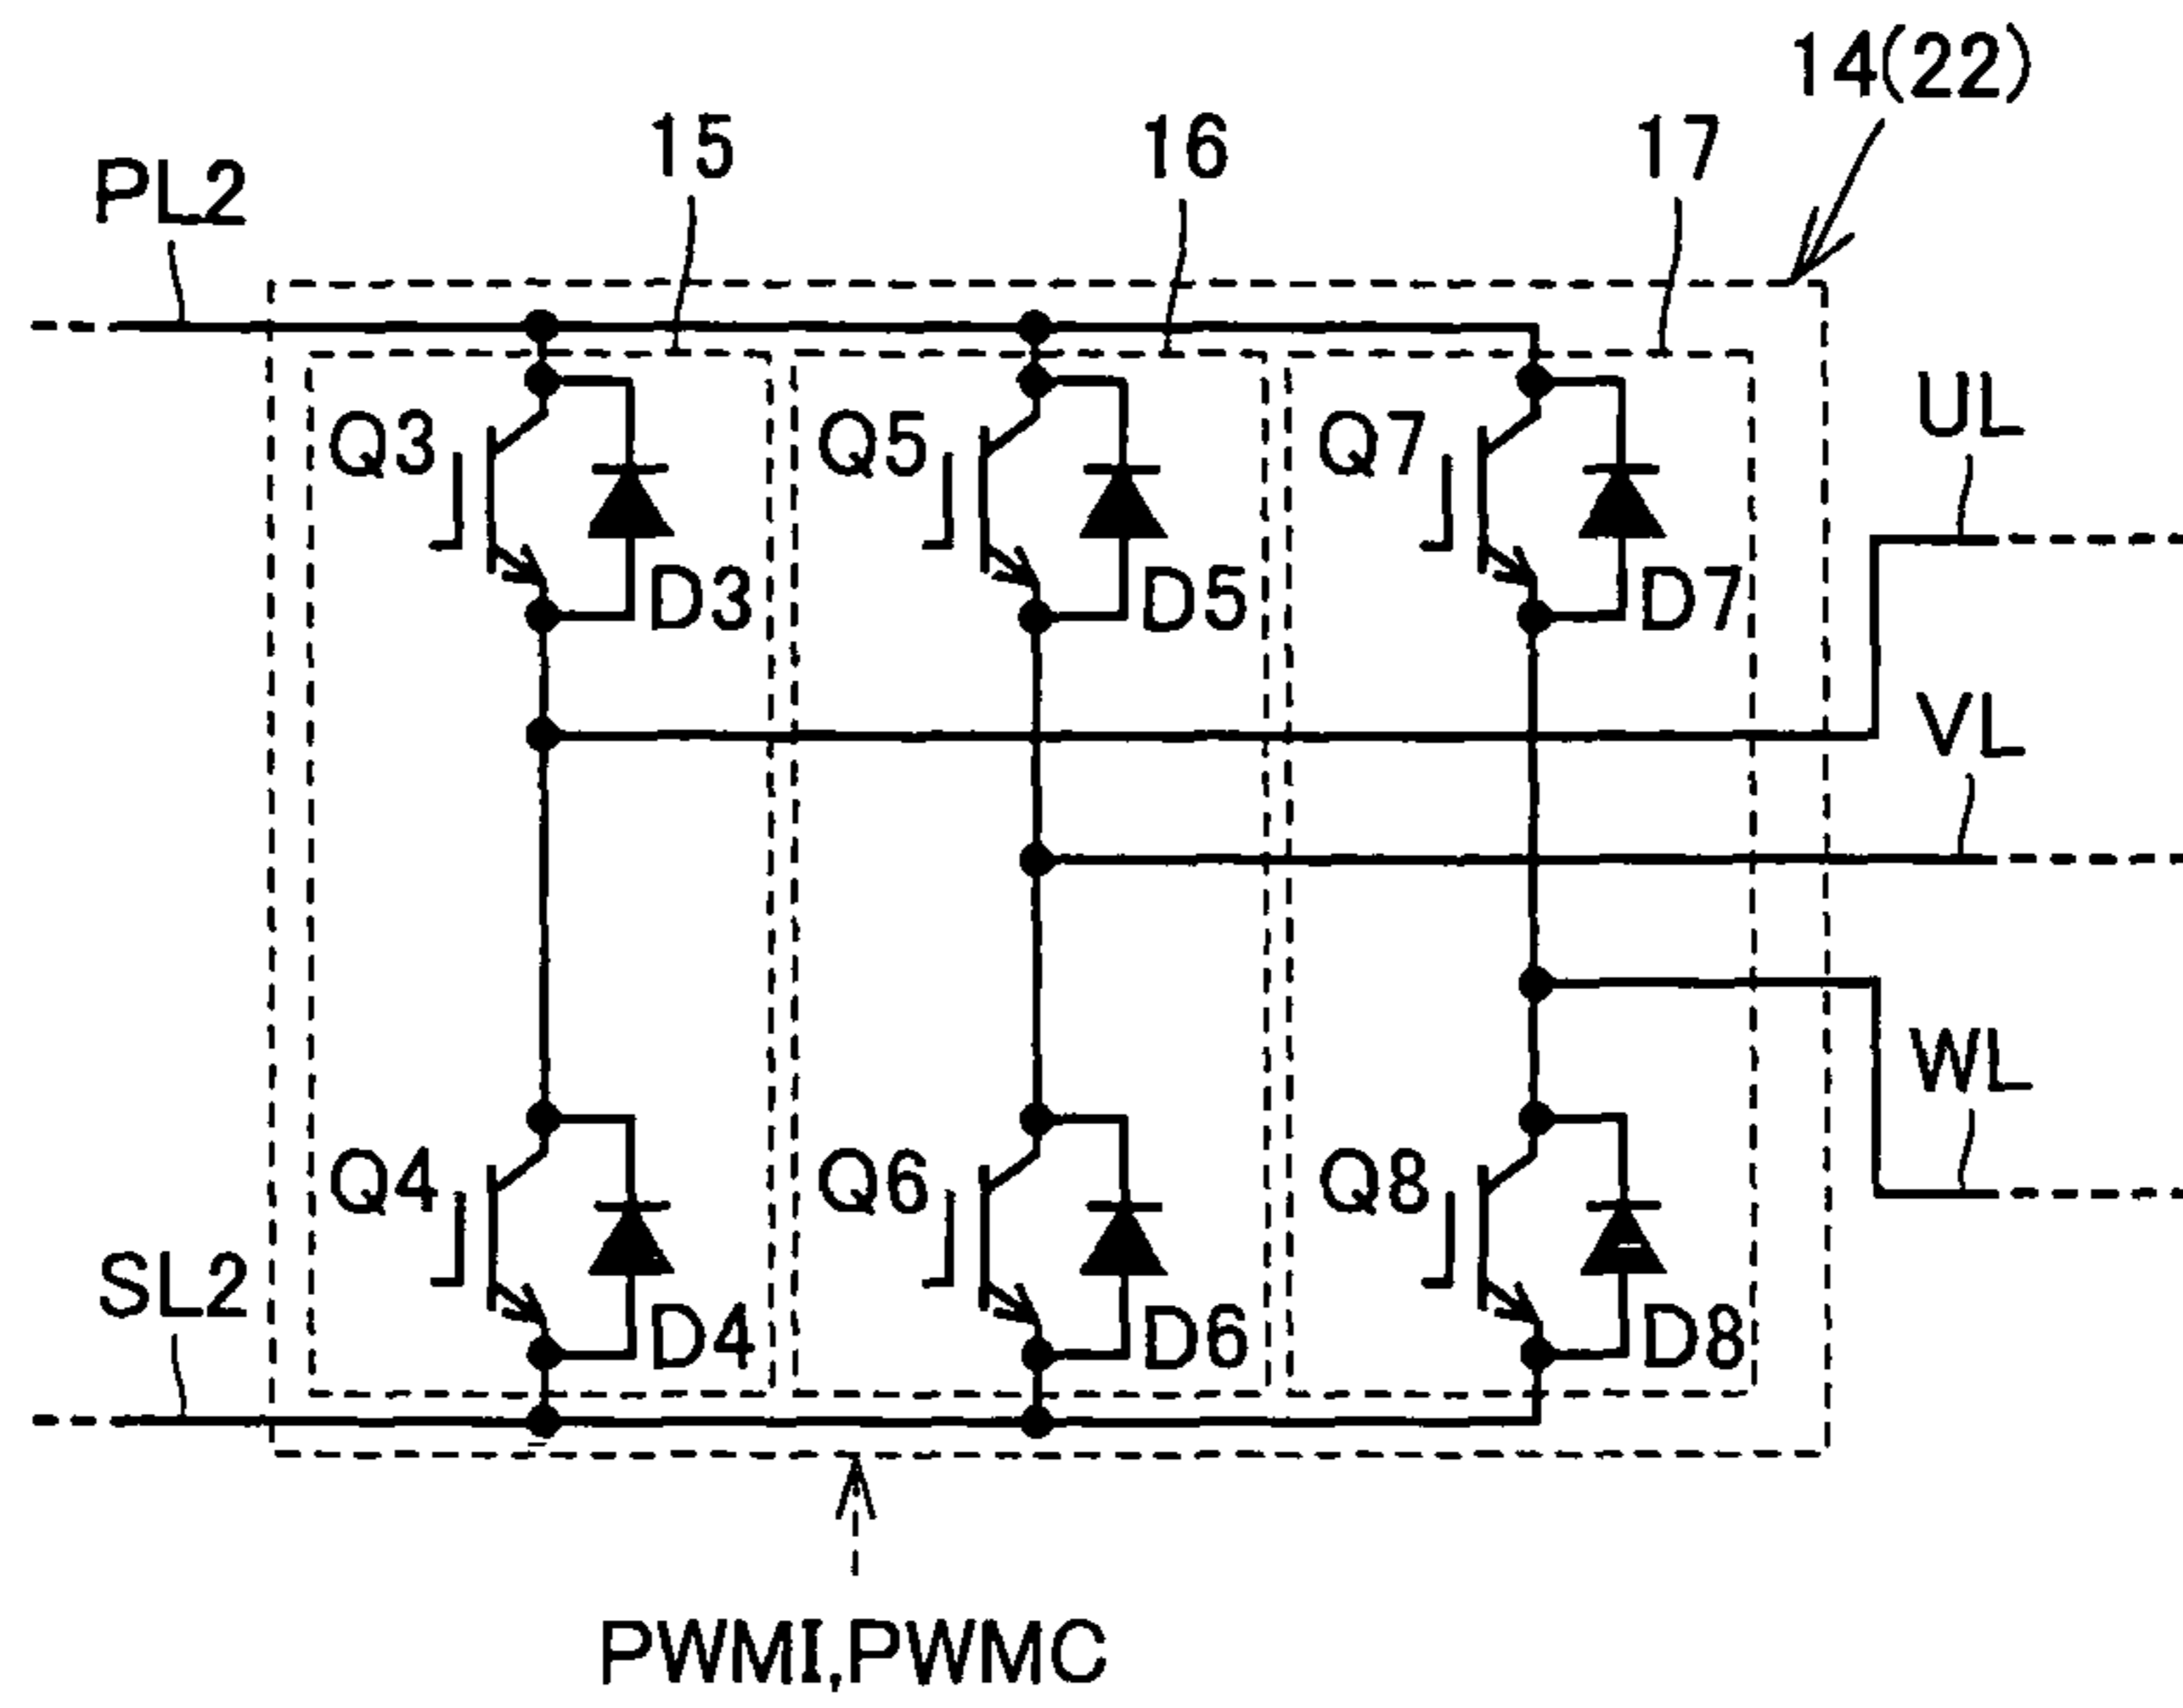 14(22)
15
16
17
PL2
Q3
Q5
Q7
UL
D3
D5
D7
VL
WL
Q4
Q6
Q8
SL2
D4
D6
D8
PWMI,PWMC